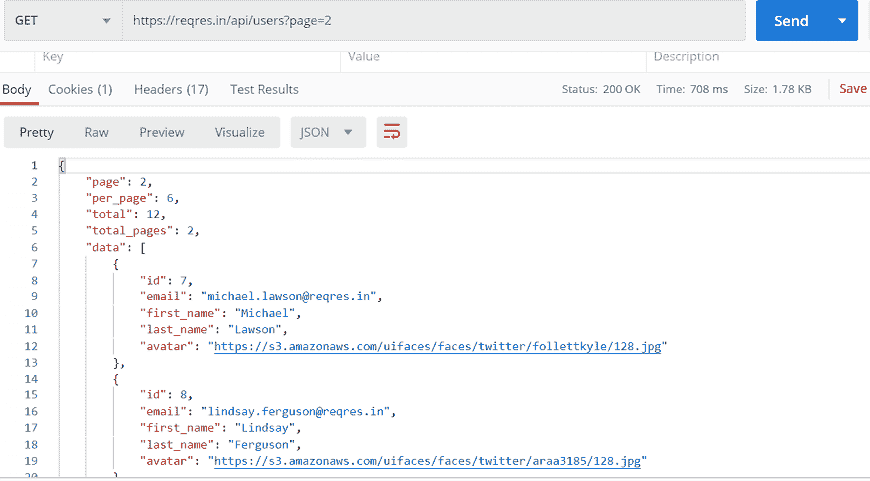 GET https://reqres.in/api/users?page=2 Send
Key Value Description
Body Cookies (1) Headers (17) Test Results Status: 200 OK Time: 708 ms Size: 1.78 KB Save
Pretty Raw Preview Visualize JSON
1 {
2 "page": 2,
3 "per_page": 6,
4 "total": 12,
5 "total_pages": 2,
6 "data": [
7 {
8 "id": 7,
9 "email": "michael.lawson@reqres.in",
10 "first_name": "Michael",
11 "last_name": "Lawson",
12 "avatar": "https://s3.amazonaws.com/uifaces/faces/twitter/follettkyle/128.jpg"
13 },
14 {
15 "id": 8,
16 "email": "lindsay.ferguson@reqres.in",
17 "first_name": "Lindsay",
18 "last_name": "Ferguson",
19 "avatar": "https://s3.amazonaws.com/uifaces/faces/twitter/araa3185/128.jpg"
20